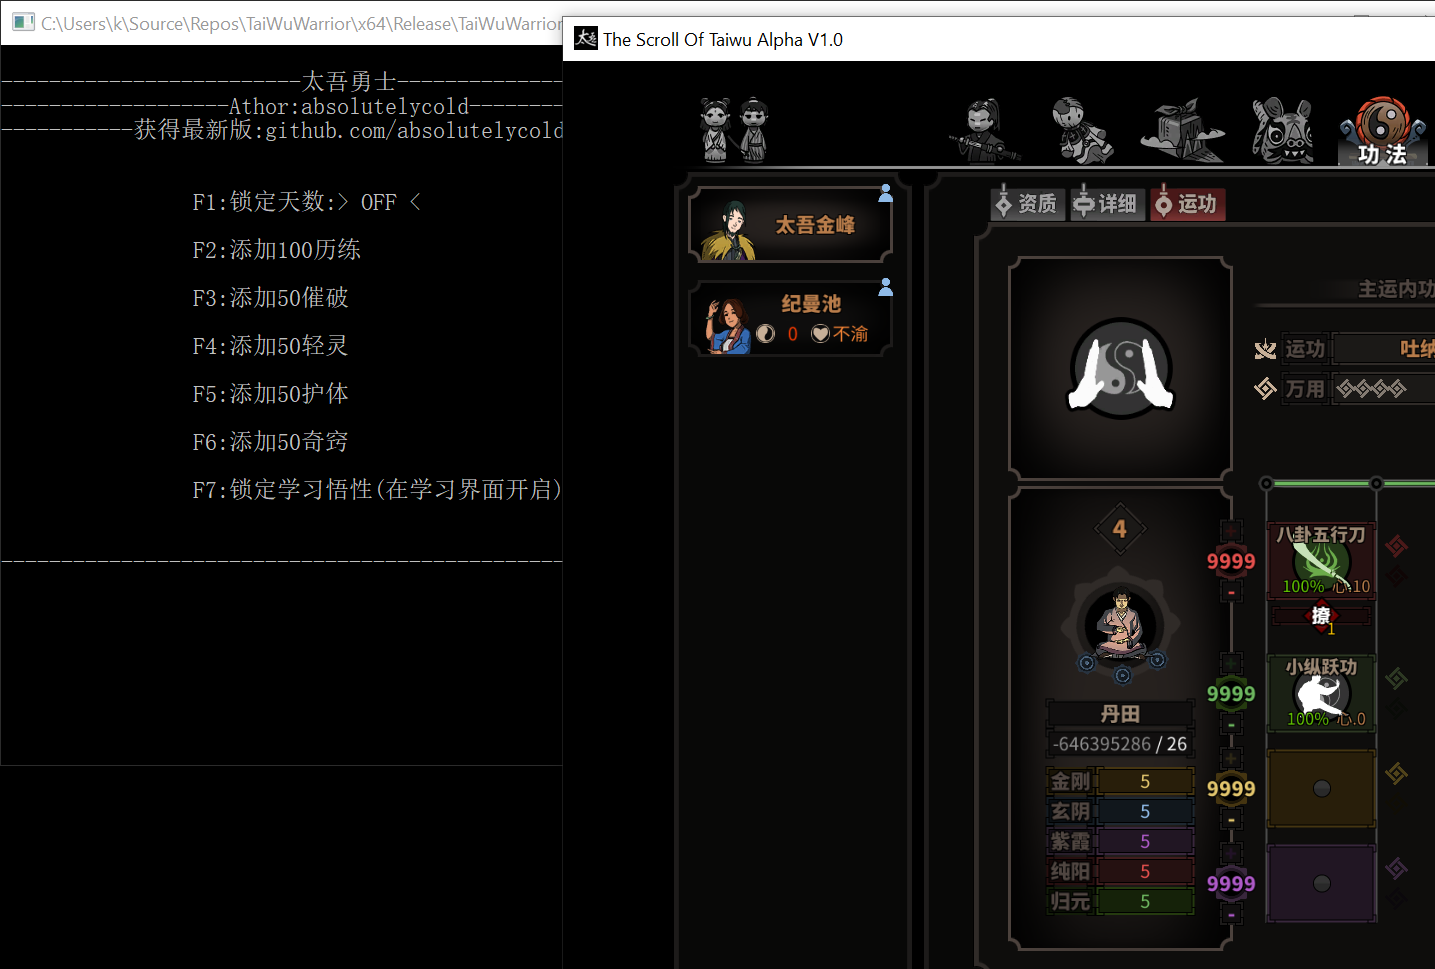 C:\Users\k\Source\Repos\TaiWuWarrior\x64\Release\TaiWuWarrior
-------------------------太吾勇士--------------
-------------------Athor:absolutelycold--------
-----------获得最新版:github.com/absolutelycold
F1:锁定天数:> OFF <
F2:添加100历练
F3:添加50催破
F4:添加50轻灵
F5:添加50护体
F6:添加50奇窍
F7:锁定学习悟性(在学习界面开启)
-----------------------------------------------
The Scroll Of Taiwu Alpha V1.0
功法
太吾金峰
纪曼池
0 不渝
资质 详细 运功
主运内功
运功 吐纳
万用
4
丹田
-646395286 / 26
金刚 5
玄阴 5
紫霞 5
纯阳 5
归元 5
9999
-
9999
-
9999
-
9999
-
八卦五行刀
100% 心.10
撩
1
小纵跃功
100% 心.0